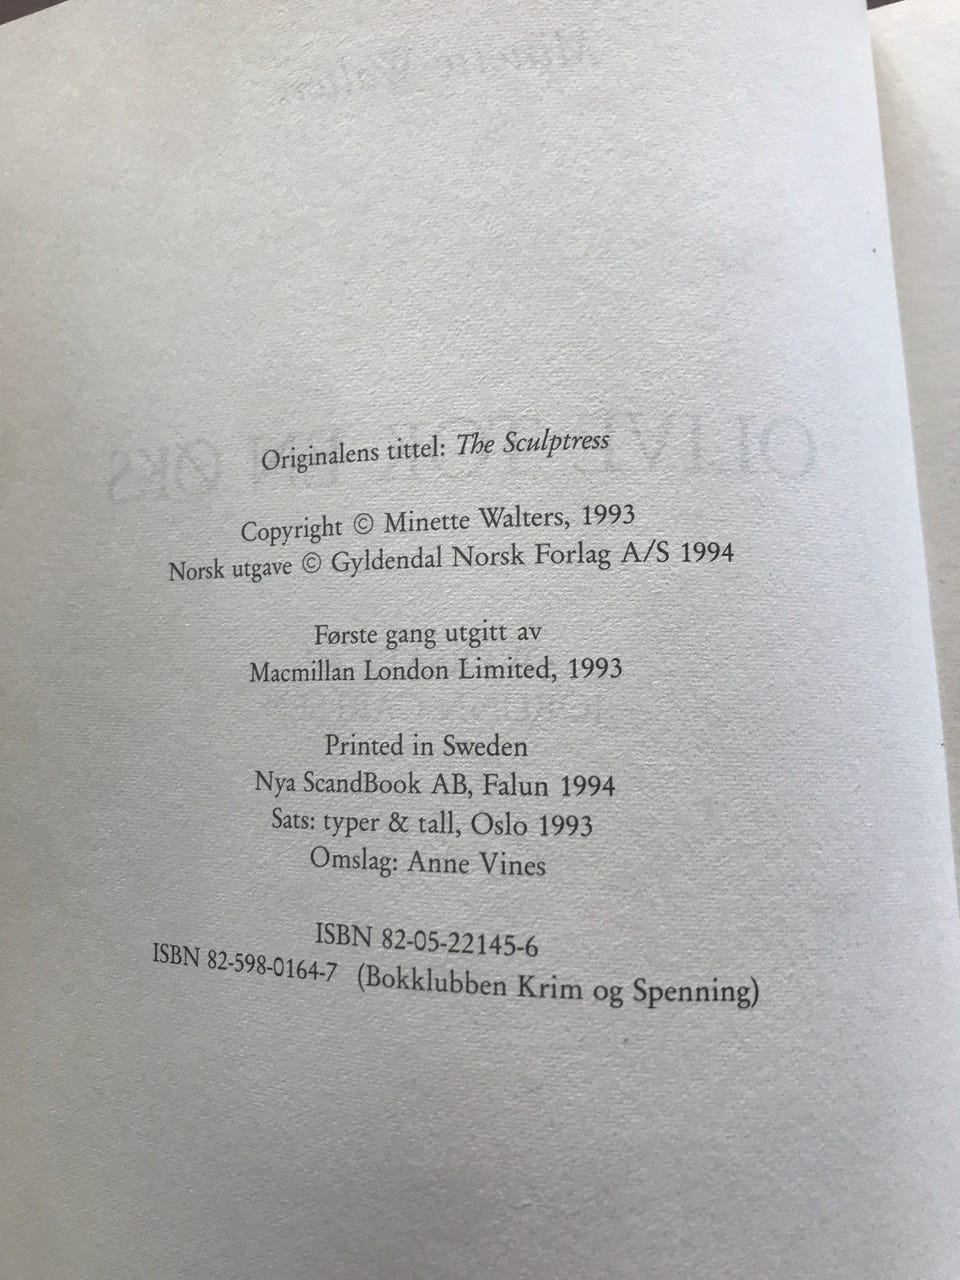 Originalens tittel: The Sculptress
Copyright © Minette Walters, 1993
Norsk utgave © Gyldendal Norsk Forlag A/S 1994
Første gang utgitt av
Macmillan London Limited, 1993
Printed in Sweden
Nya ScandBook AB, Falun 1994
Sats: typer & tall, Oslo 1993
Omslag: Anne Vines
ISBN 82-05-22145-6
ISBN 82-598-0164-7 (Bokklubben Krim og Spenning)